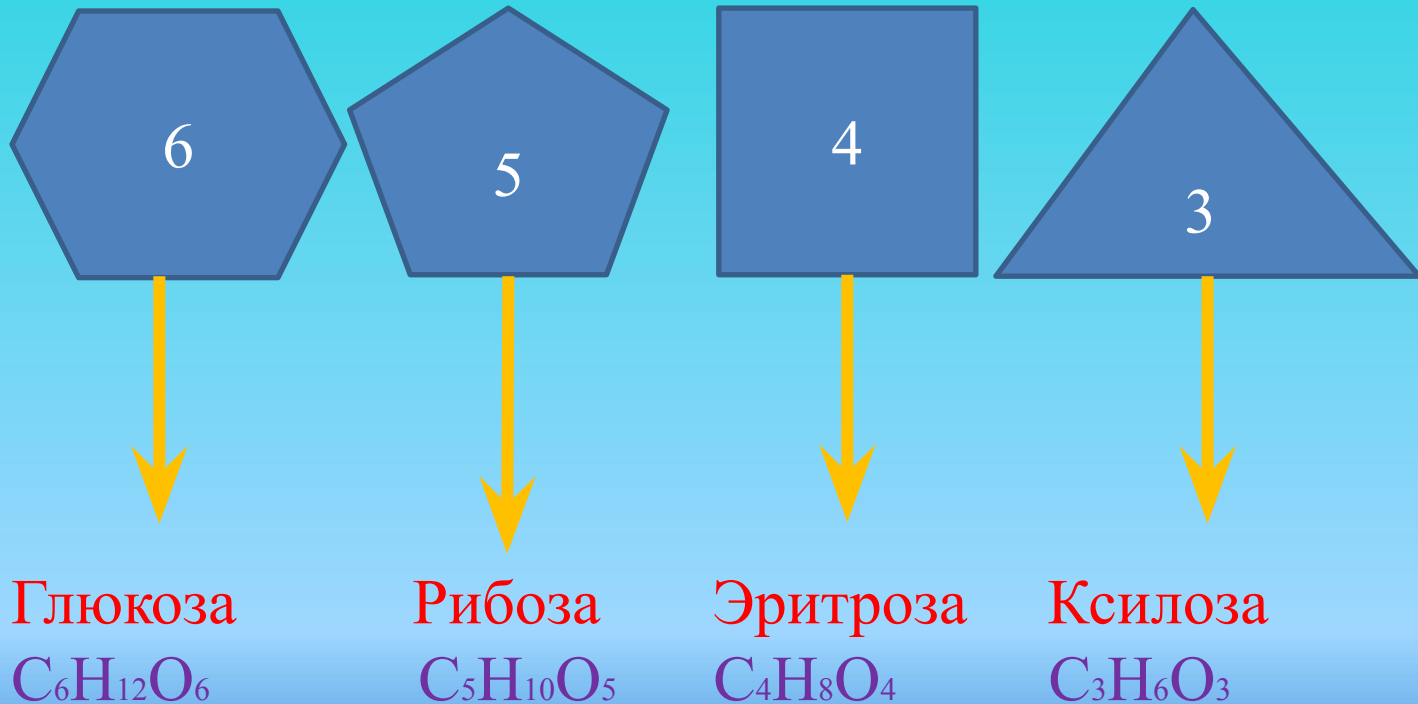 6 5 4 3
Глюкоза Рибоза Эритроза Ксилоза
C₆H₁₂O₆ C₅H₁₀O₅ C₄H₈O₄ C₃H₆O₃